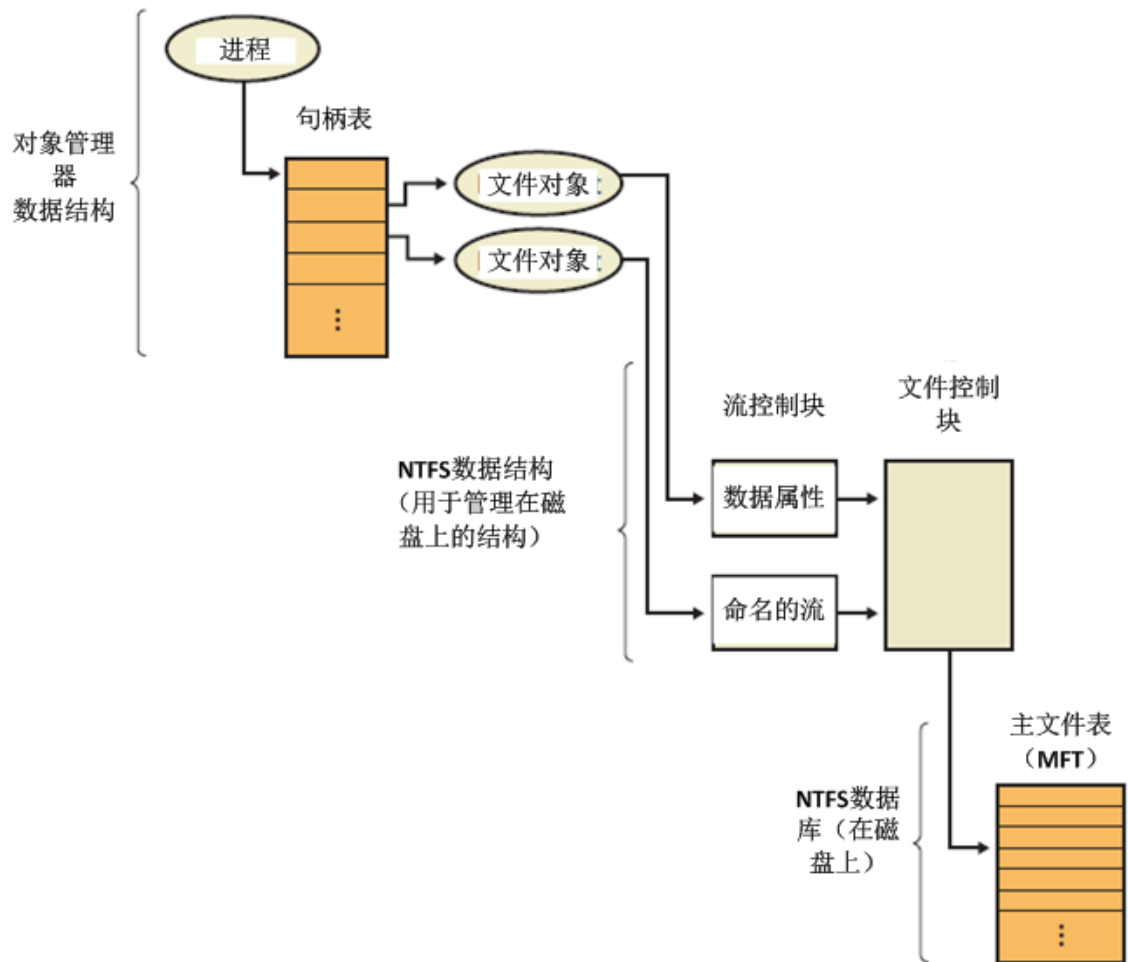 进程
句柄表
对象管理
器
数据结构
文件对象
文件对象
⋮
文件控制
块
流控制块
NTFS数据结构
（用于管理在磁
盘上的结构）
数据属性
命名的流
主文件表
（MFT）
NTFS数据
库（在磁
盘上）
⋮